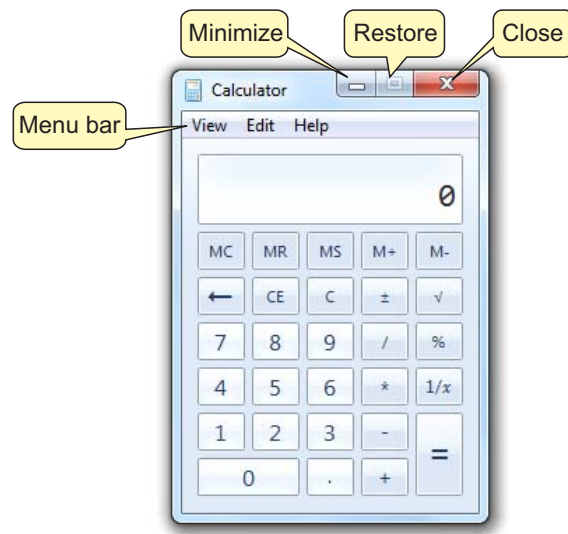 Minimize Restore Close
Calculator
Menu bar
View Edit Help
0
MC MR MS M+ M-
← CE C ± √
7 8 9 / %
4 5 6 * 1/x
1 2 3 - =
0 . +